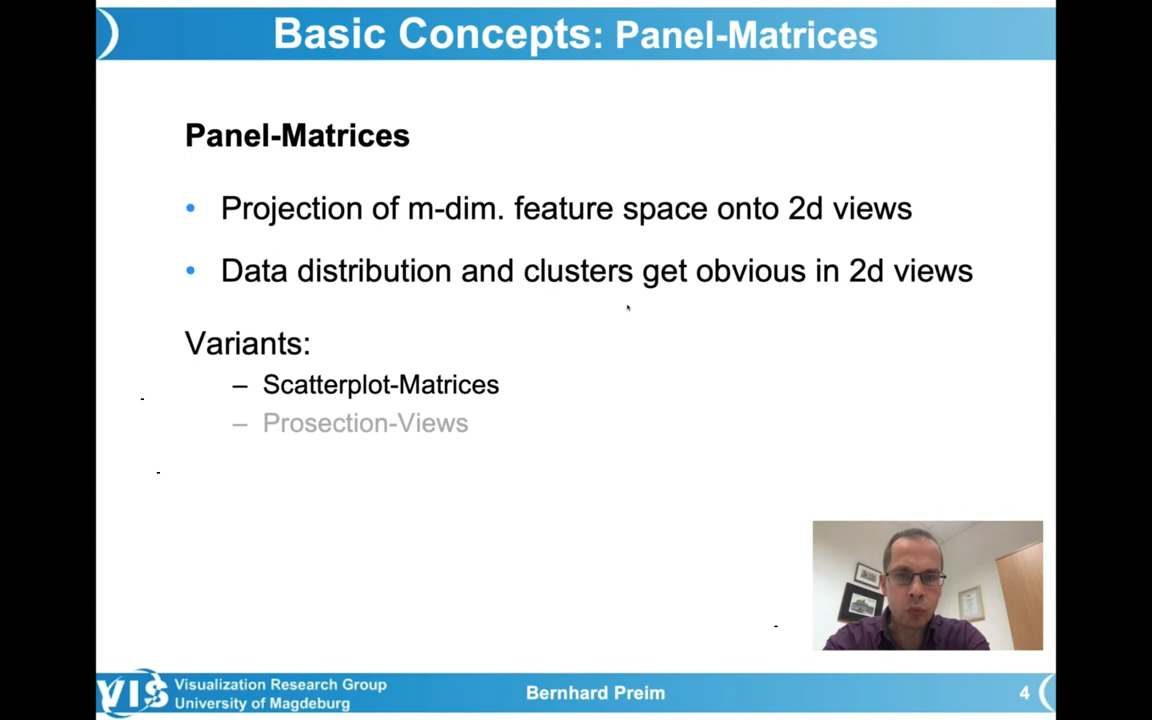 Basic Concepts: Panel-Matrices
Panel-Matrices
• Projection of m-dim. feature space onto 2d views
• Data distribution and clusters get obvious in 2d views
Variants:
– Scatterplot-Matrices
– Prosection-Views
VIS
Visualization Research Group
University of Magdeburg
Bernhard Preim
4